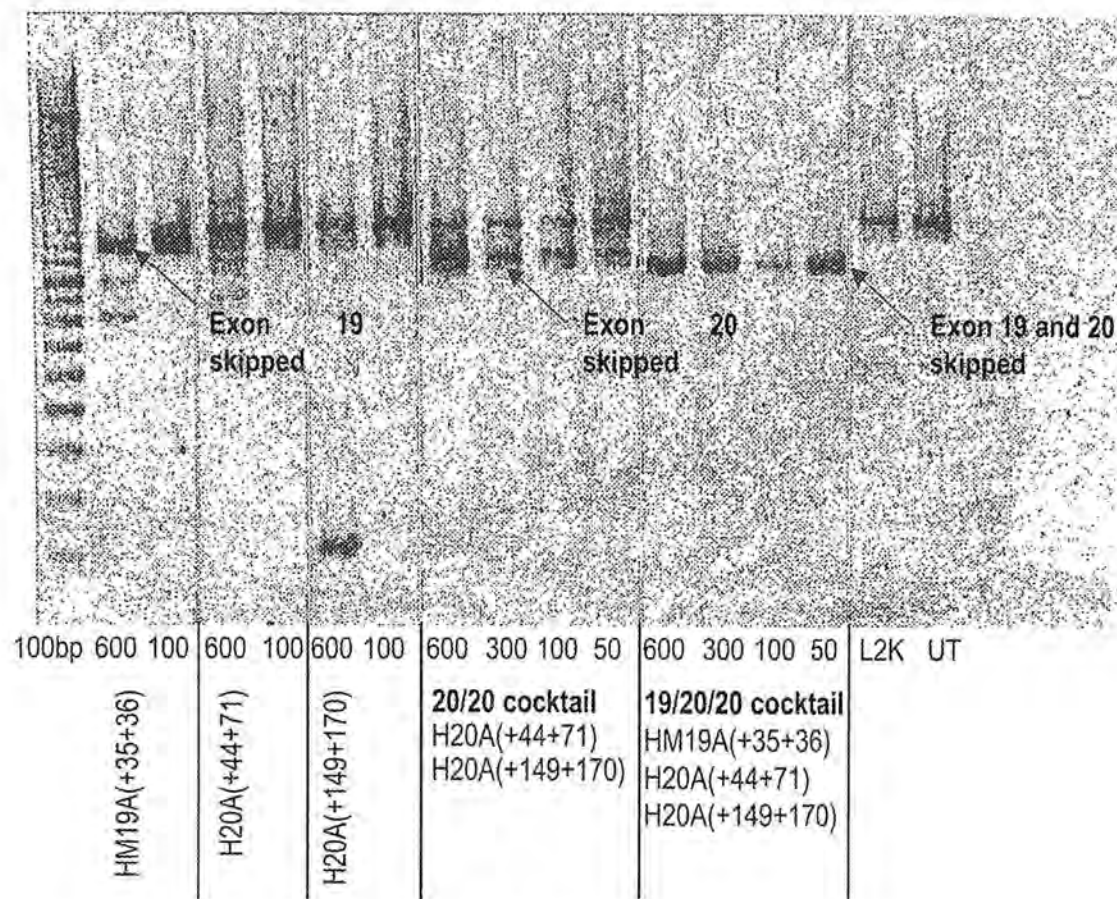 Exon 19
skipped
Exon 20
skipped
Exon 19 and 20
skipped
100bp 600 100 600 100 600 100 600 300 100 50 600 300 100 50 L2K UT
HM19A(+35+36)
H20A(+44+71)
H20A(+149+170)
20/20 cocktail
H20A(+44+71)
H20A(+149+170)
19/20/20 cocktail
HM19A(+35+36)
H20A(+44+71)
H20A(+149+170)